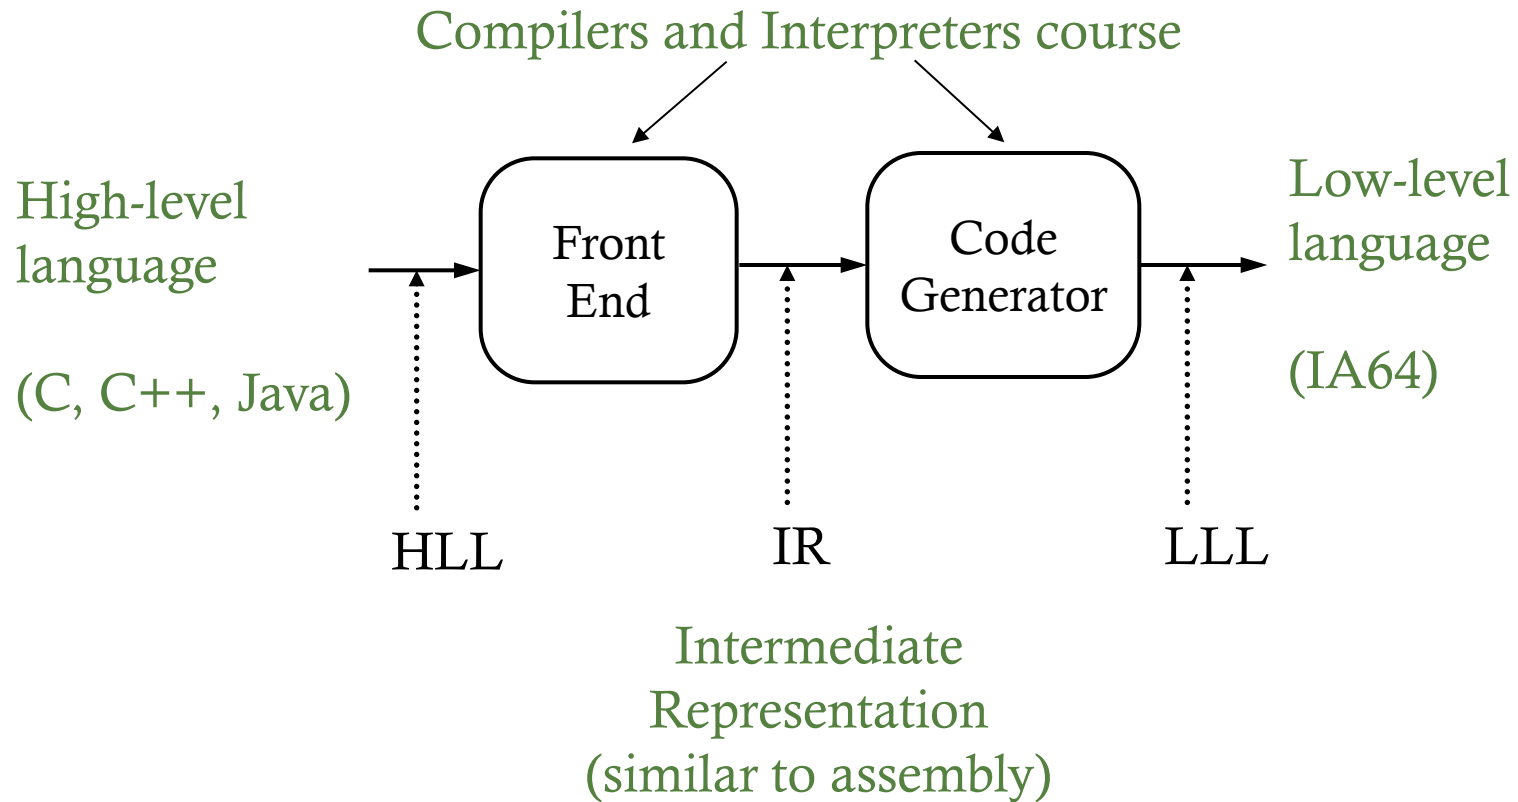 Compilers and Interpreters course
High-level
language
(C, C++, Java)
Front
End
Code
Generator
Low-level
language
(IA64)
HLL
IR
LLL
Intermediate
Representation
(similar to assembly)